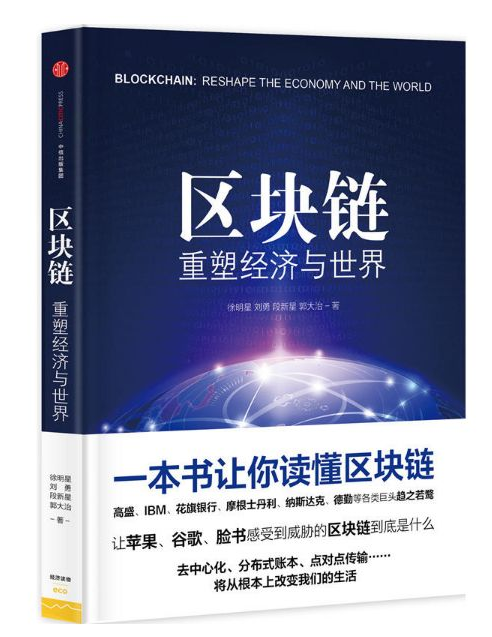 BLOCKCHAIN: RESHAPE THE ECONOMY AND THE WORLD
区块链
重塑经济与世界
徐明星 刘勇 段新星 郭大治 – 著
一本书让你读懂区块链
高盛、IBM、花旗银行、摩根士丹利、纳斯达克、德勤等各类巨头趋之若鹜
让苹果、谷歌、脸书感受到威胁的区块链到底是什么
去中心化、分布式账本、点对点传输……
将从根本上改变我们的生活
CHINA CITIC PRESS
中信出版集团
区块链
重塑经济与世界
徐明星
刘 勇
段新星
郭大治
– 著 –
经济读物
eco